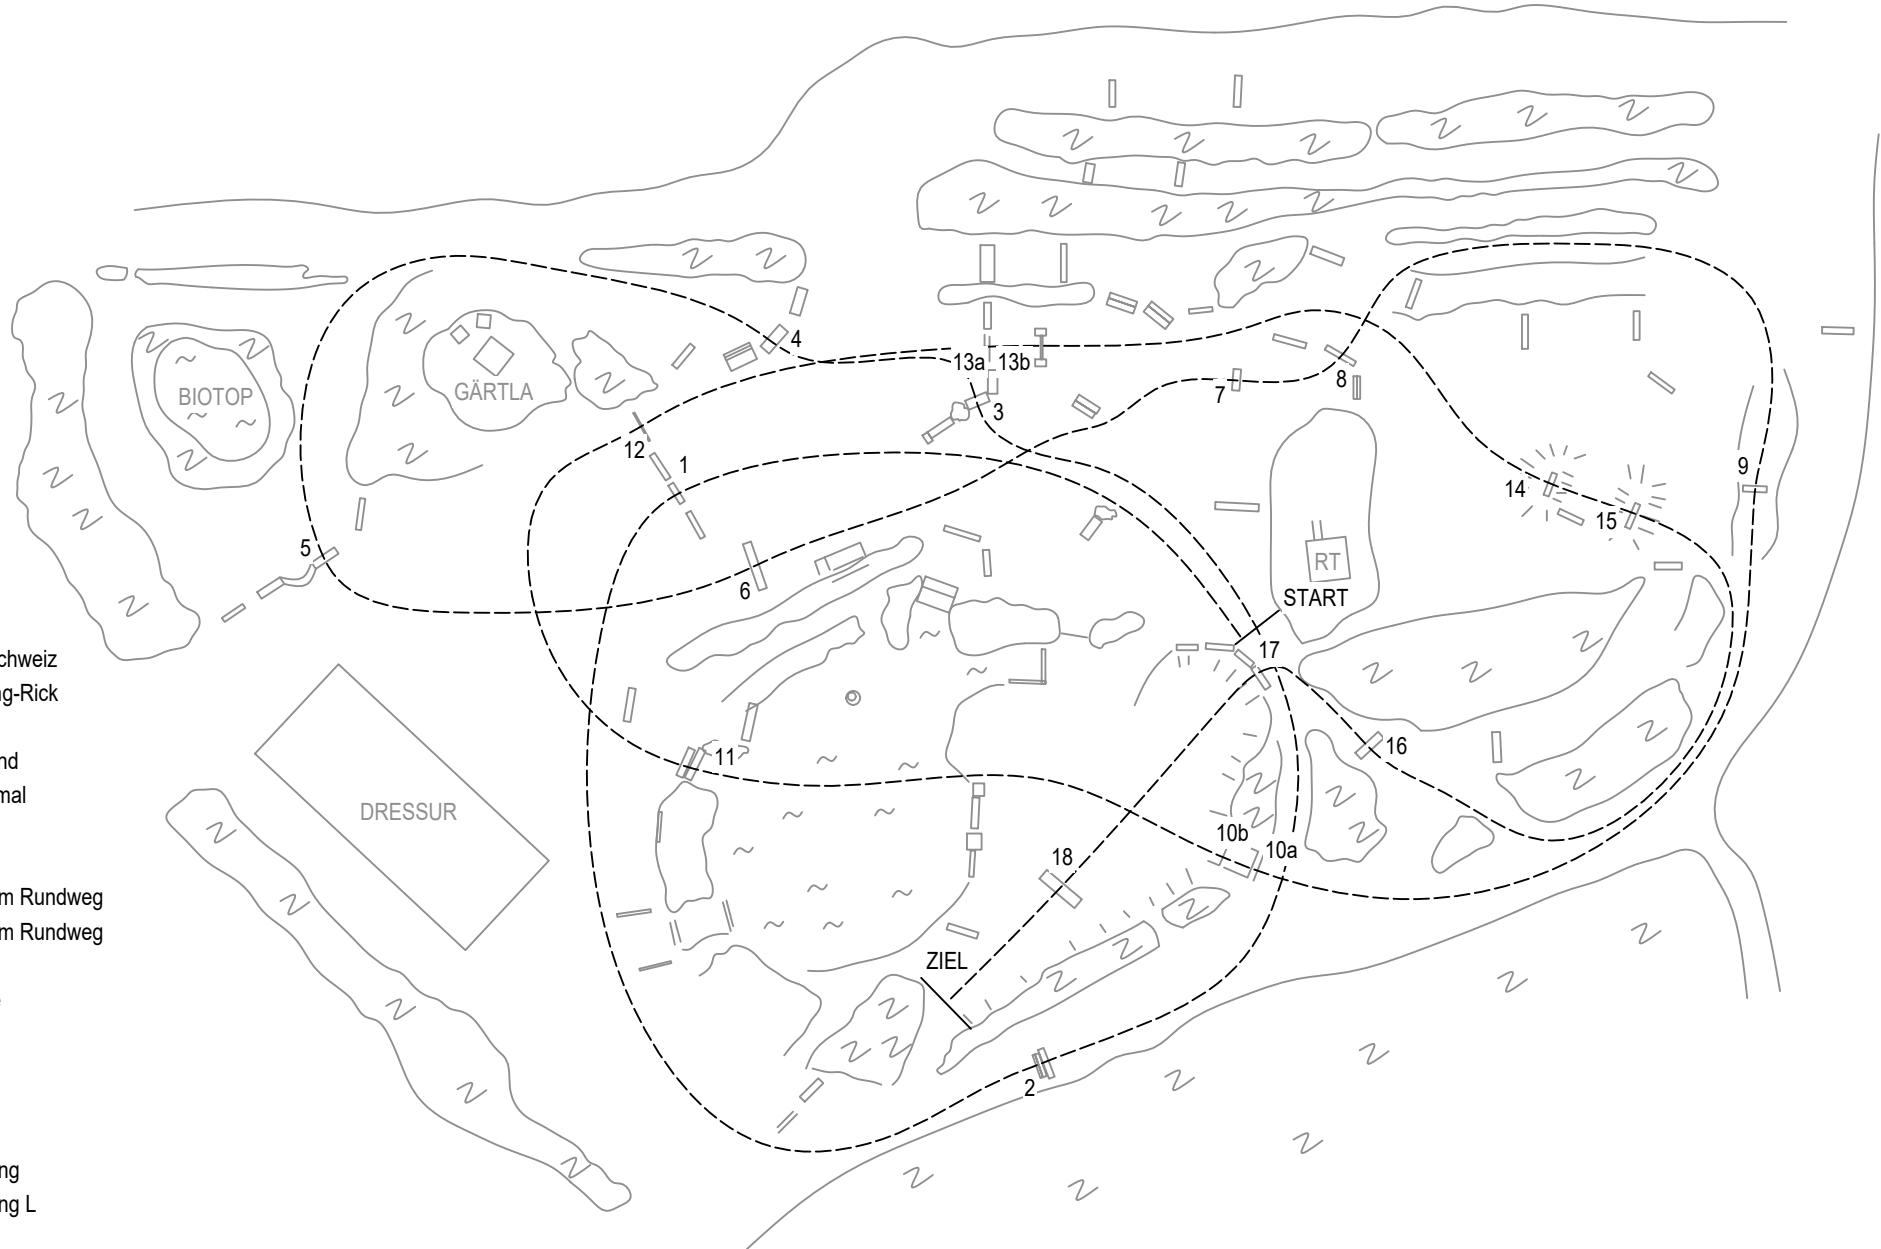 4
13a
13b
BIOTOP
GÄRTLA
7
8
3
12
1
9
14
15
5
RT
6
START
17
chweiz
ng-Rick
16
11
nd
mal
DRESSUR
10b
10a
18
m Rundweg
m Rundweg
ZIEL
2
ng
ng L